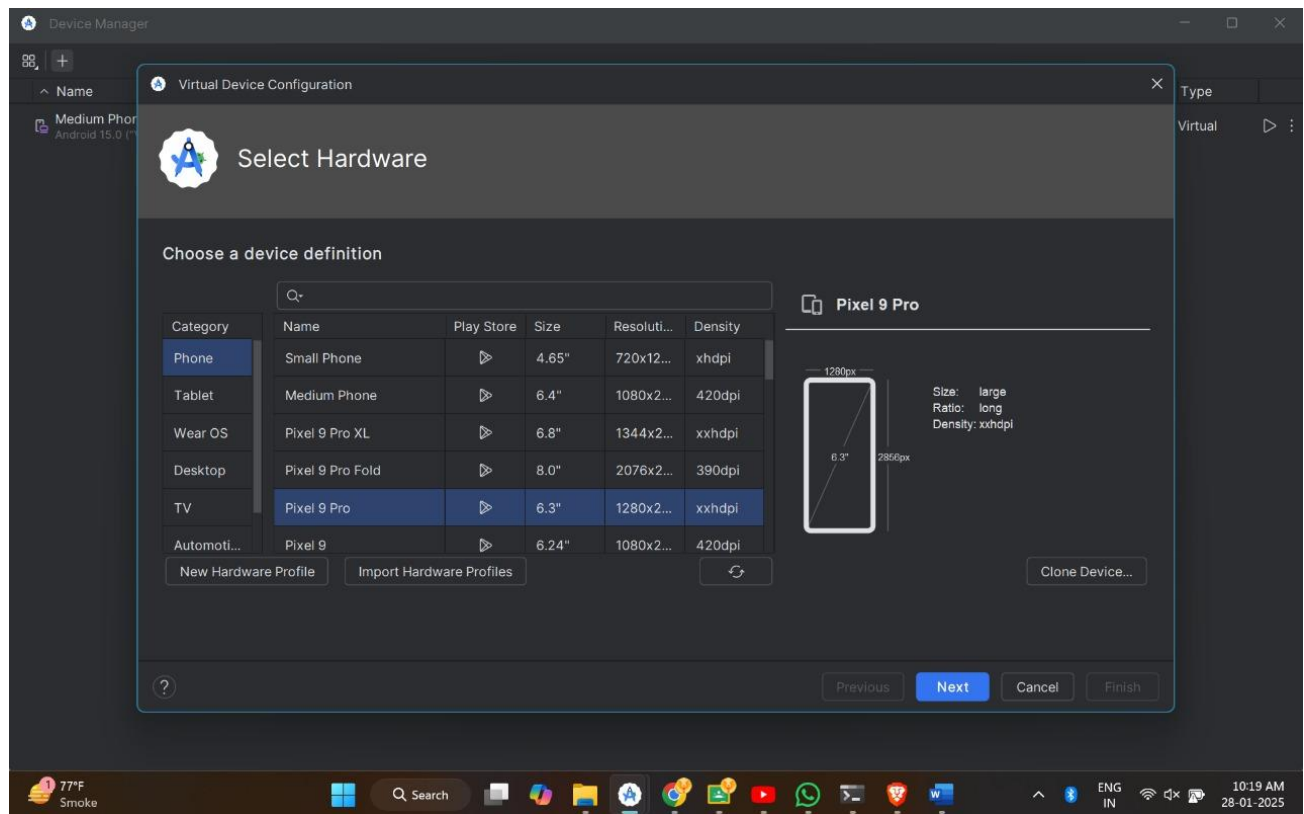 Device Manager
Name
Type
Medium Phon
Android 15.0 ("
Virtual
Virtual Device Configuration
Select Hardware
Choose a device definition
Category Name Play Store Size Resoluti... Density
Phone Small Phone 4.65" 720x12... xhdpi
Tablet Medium Phone 6.4" 1080x2... 420dpi
Wear OS Pixel 9 Pro XL 6.8" 1344x2... xxhdpi
Desktop Pixel 9 Pro Fold 8.0" 2076x2... 390dpi
TV Pixel 9 Pro 6.3" 1280x2... xxhdpi
Automoti... Pixel 9 6.24" 1080x2... 420dpi
Pixel 9 Pro
1280px
6.3" 2856px
Size: large
Ratio: long
Density: xxhdpi
New Hardware Profile Import Hardware Profiles
Clone Device...
? Previous Next Cancel Finish
1
77°F
Smoke
Search
ENG
IN
10:19 AM
28-01-2025